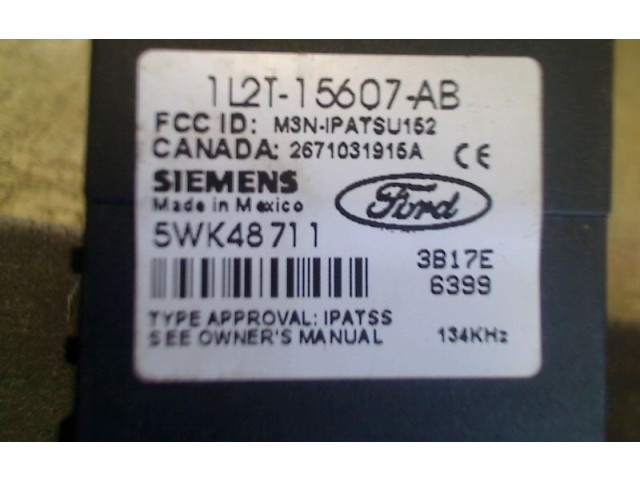 1L2T-15607-AB
FCC ID: M3N-IPATSU152
CANADA: 2671031915A
CE
SIEMENS
Made in Mexico
Ford
5WK48711
3B17E
6399
TYPE APPROVAL: IPATSS
SEE OWNER'S MANUAL
134KHz